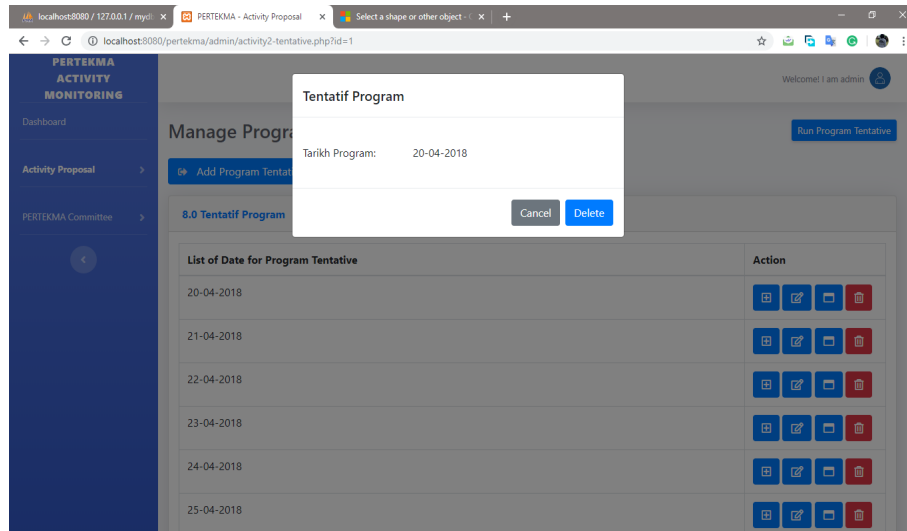 localhost:8080 / 127.0.0.1 / mydb
PERTEKMA - Activity Proposal
Select a shape or other object -
localhost:8080/pertekma/admin/activity2-tentative.php?id=1
PERTEKMA
ACTIVITY
MONITORING
Dashboard
Activity Proposal
PERTEKMA Committee
Welcome! I am admin
Tentatif Program
Tarikh Program: 20-04-2018
Cancel Delete
Manage Progra
Run Program Tentative
Add Program Tentat
8.0 Tentatif Program
List of Date for Program Tentative Action
20-04-2018
21-04-2018
22-04-2018
23-04-2018
24-04-2018
25-04-2018